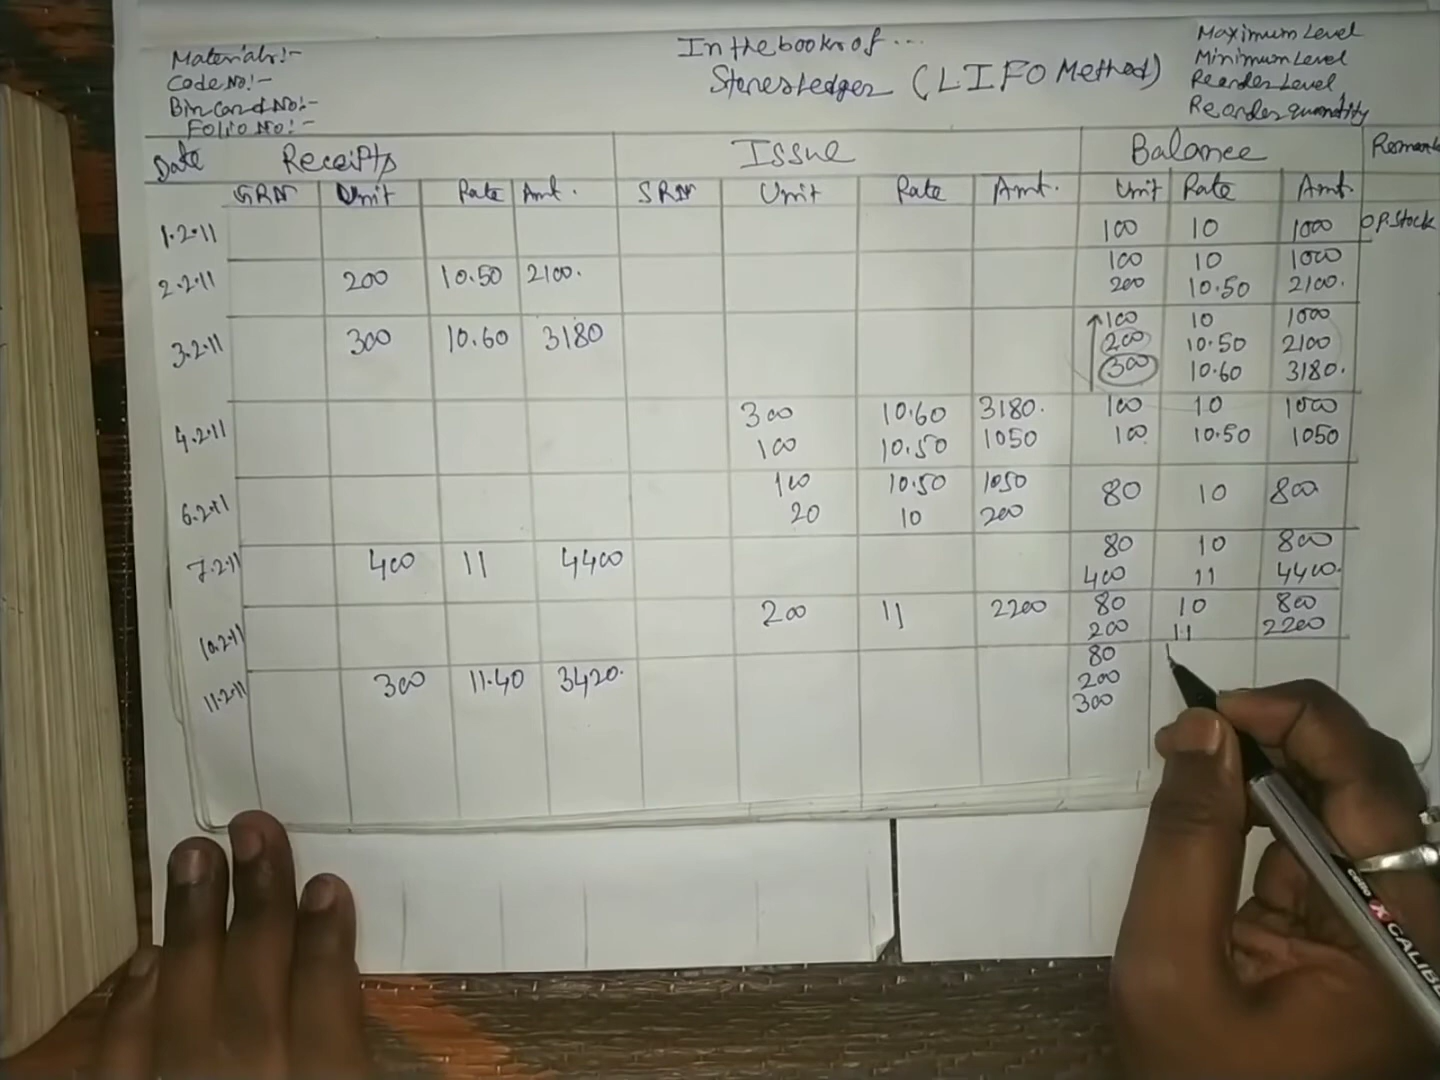 Materials:-
Code No:-
Bin Card No:-
Folio No:-
In the books of ...
Stores Ledger (LIFO Method)
Maximum Level
Minimum Level
Reorder Level
Reorder quantity
Date Receipts Issue Balance Remark
GRN Unit Rate Amt. SRN Unit Rate Amt. Unit Rate Amt.
1.2.11 100 10 1000 OP.Stock
2.2.11 200 10.50 2100. 100 10 1000
200 10.50 2100.
3.2.11 300 10.60 3180 100 10 1000
200 10.50 2100
300 10.60 3180.
4.2.11 300 10.60 3180. 100 10 1000
100 10.50 1050 100 10.50 1050
6.2.11 100 10.50 1050 80 10 800
20 10 200
7.2.11 400 11 4400 80 10 800
400 11 4400.
10.2.11 200 11 2200 80 10 800
200 11 2200
11.2.11 300 11.40 3420. 80
200
300